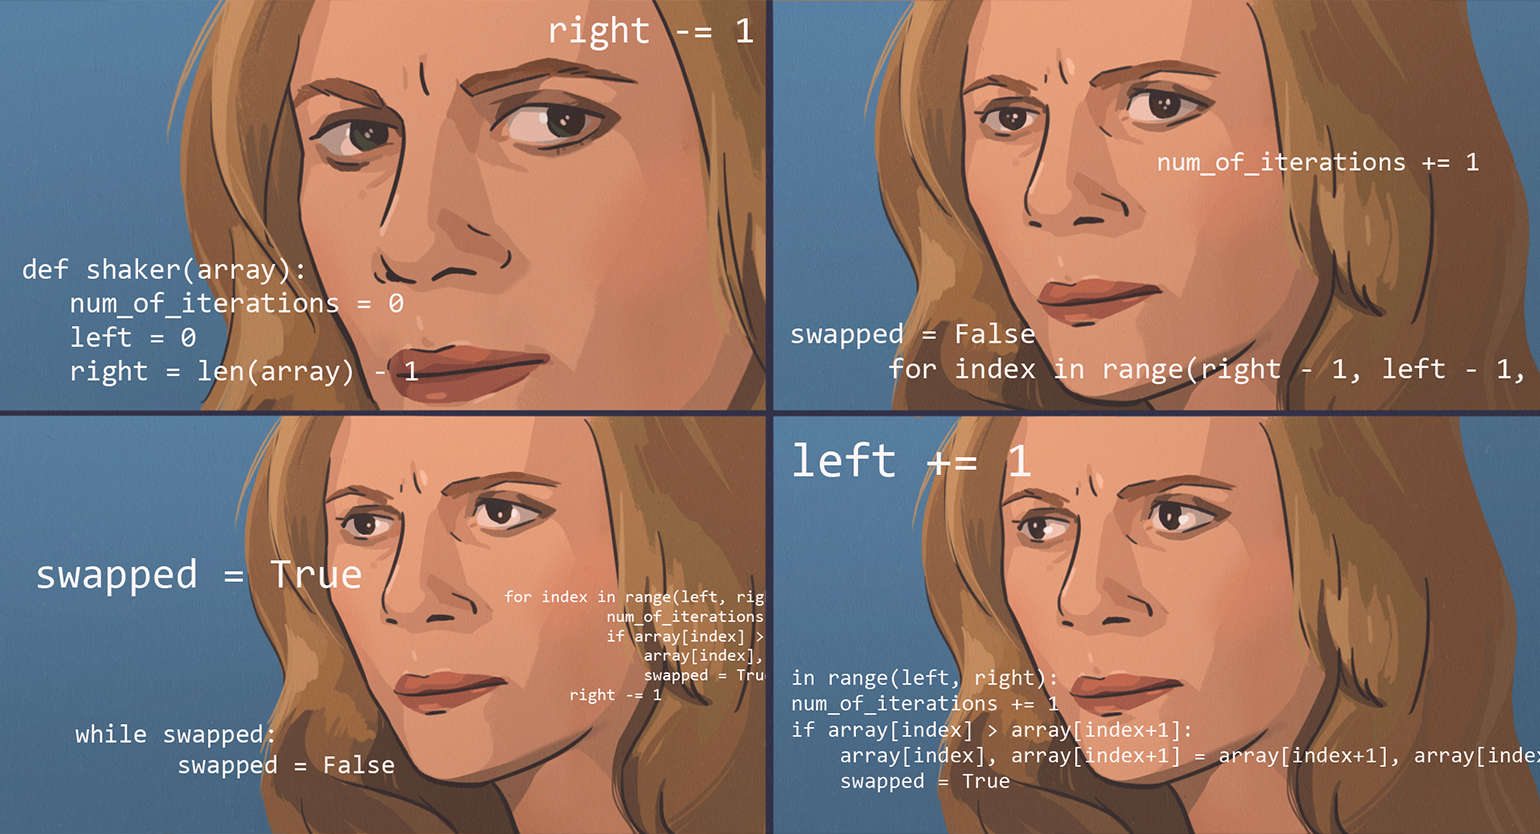 right -= 1
def shaker(array):
num_of_iterations = 0
left = 0
right = len(array) - 1
num_of_iterations += 1
swapped = False
for index in range(right - 1, left - 1,
swapped = True
for index in range(left, rig
num_of_iterations
if array[index] >
array[index],
swapped = Tru
right -= 1
while swapped:
swapped = False
left += 1
in range(left, right):
num_of_iterations += 1
if array[index] > array[index+1]:
array[index], array[index+1] = array[index+1], array[inde
swapped = True